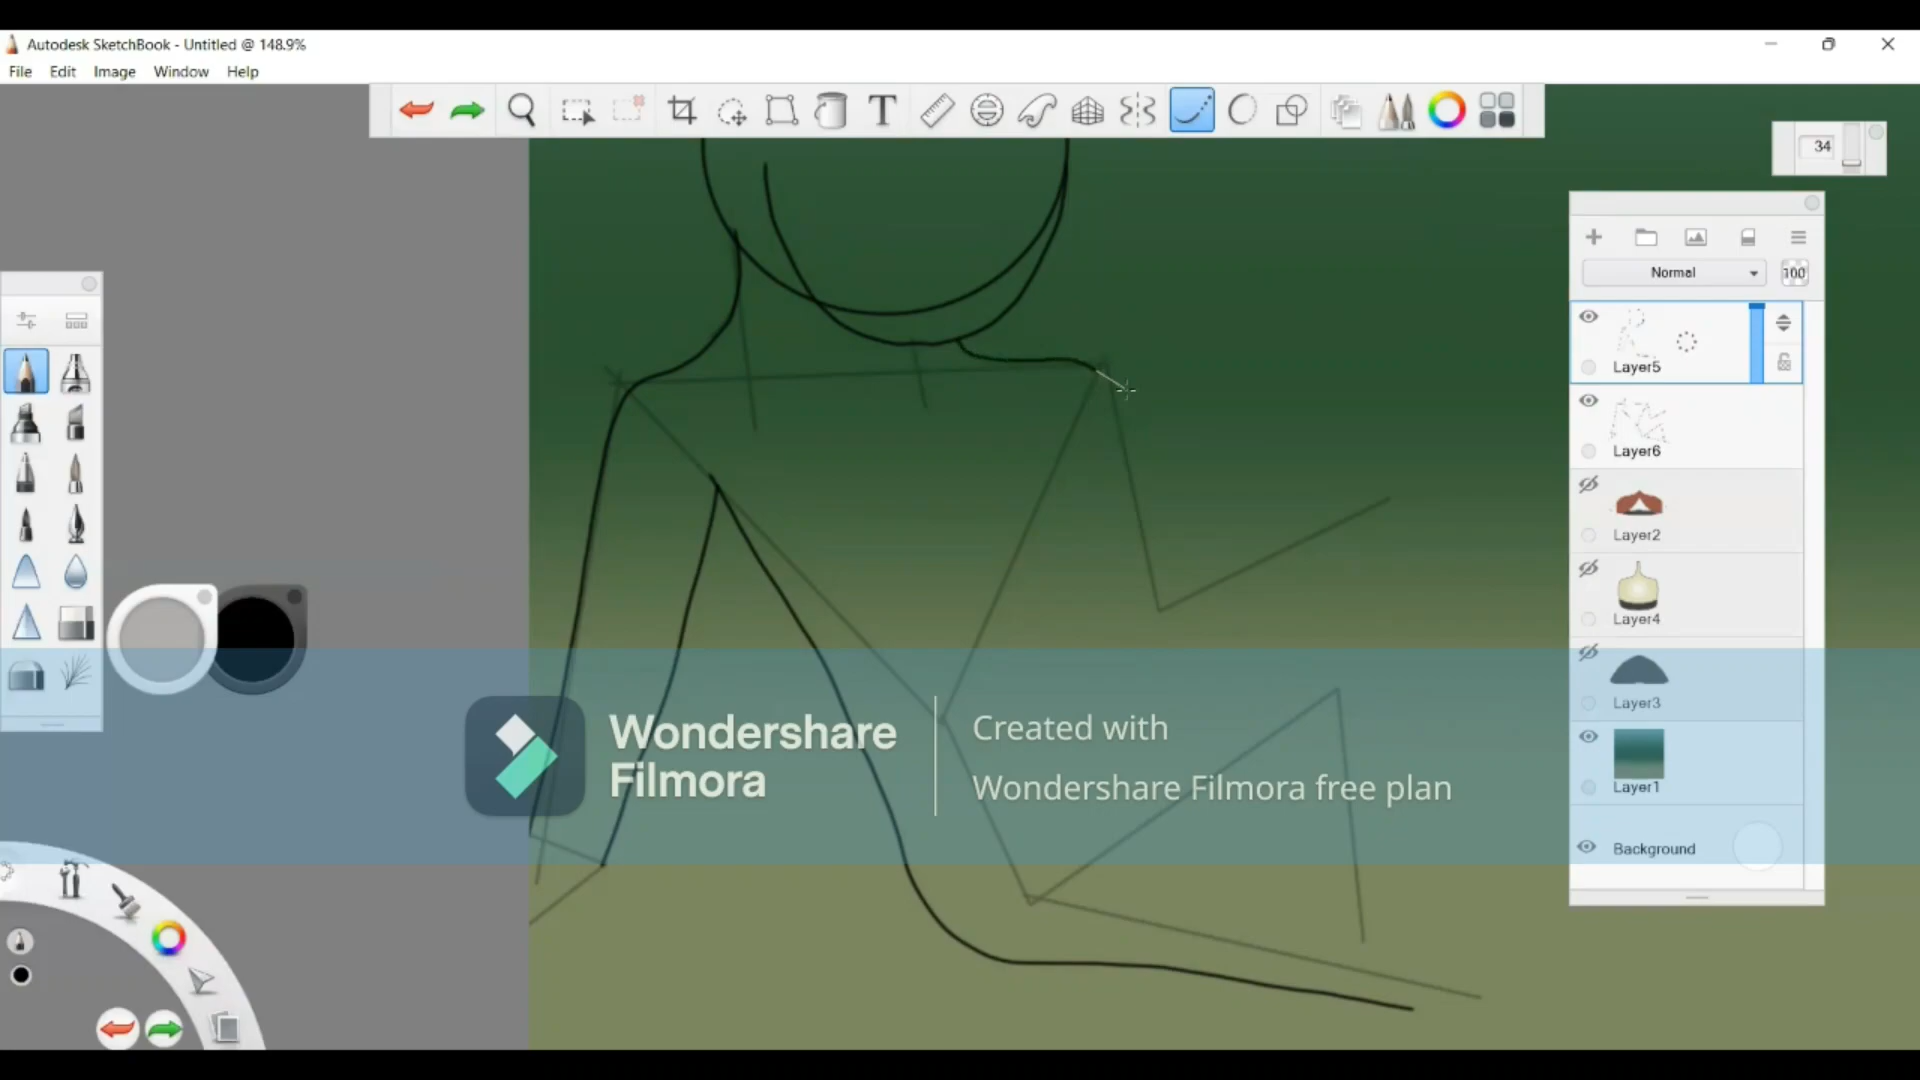 Autodesk SketchBook - Untitled @ 148.9%
File Edit Image Window Help
T
34
Normal 100
Layer5
Layer6
Layer2
Layer4
Layer3
Layer1
Background
Wondershare
Filmora
Created with
Wondershare Filmora free plan